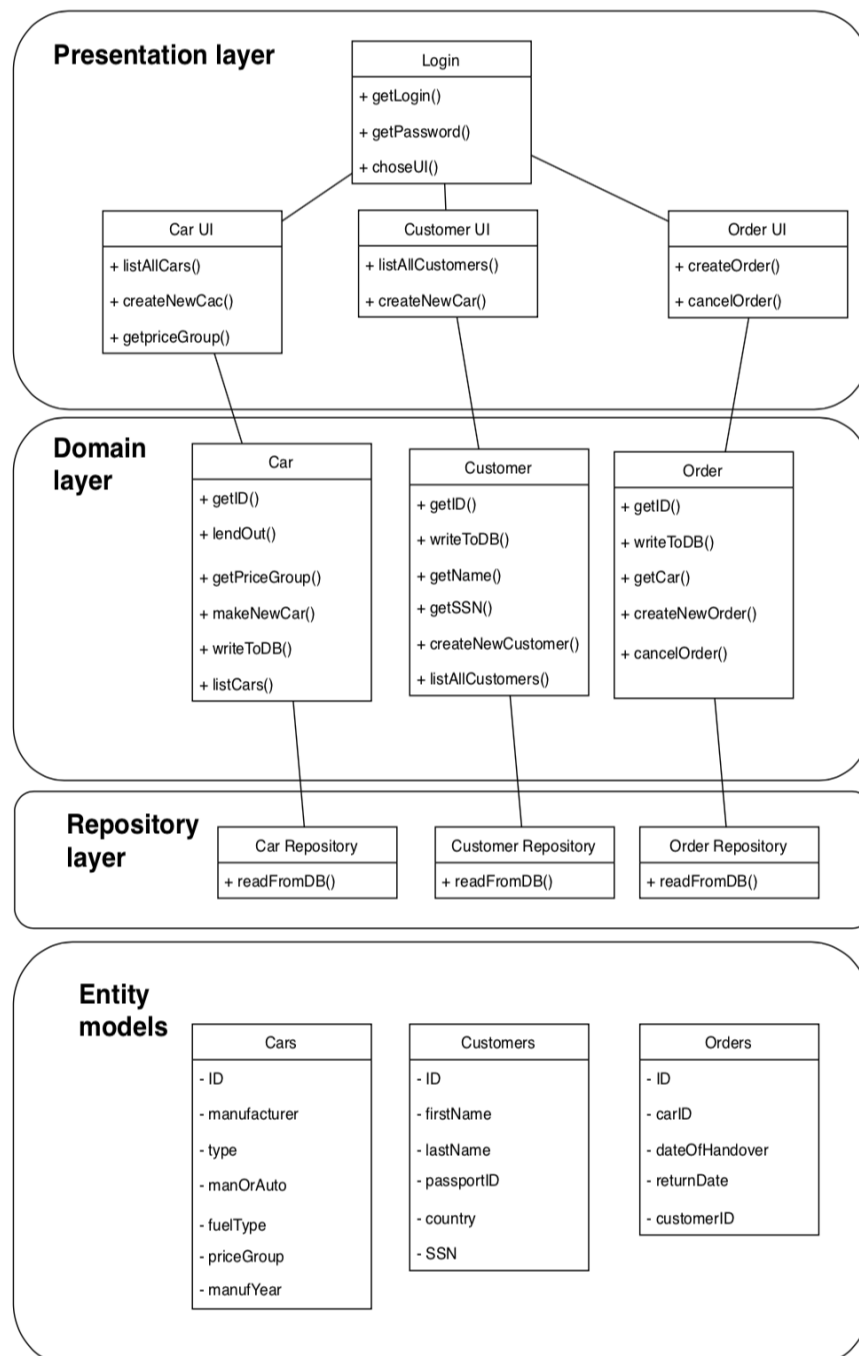 Presentation layer
Login
+ getLogin()
+ getPassword()
+ choseUI()
Car UI
+ listAllCars()
+ createNewCac()
+ getpriceGroup()
Customer UI
+ listAllCustomers()
+ createNewCar()
Order UI
+ createOrder()
+ cancelOrder()
Domain
layer
Car
+ getID()
+ lendOut()
+ getPriceGroup()
+ makeNewCar()
+ writeToDB()
+ listCars()
Customer
+ getID()
+ writeToDB()
+ getName()
+ getSSN()
+ createNewCustomer()
+ listAllCustomers()
Order
+ getID()
+ writeToDB()
+ getCar()
+ createNewOrder()
+ cancelOrder()
Repository
layer
Car Repository
+ readFromDB()
Customer Repository
+ readFromDB()
Order Repository
+ readFromDB()
Entity
models
Cars
- ID
- manufacturer
- type
- manOrAuto
- fuelType
- priceGroup
- manufYear
Customers
- ID
- firstName
- lastName
- passportID
- country
- SSN
Orders
- ID
- carID
- dateOfHandover
- returnDate
- customerID